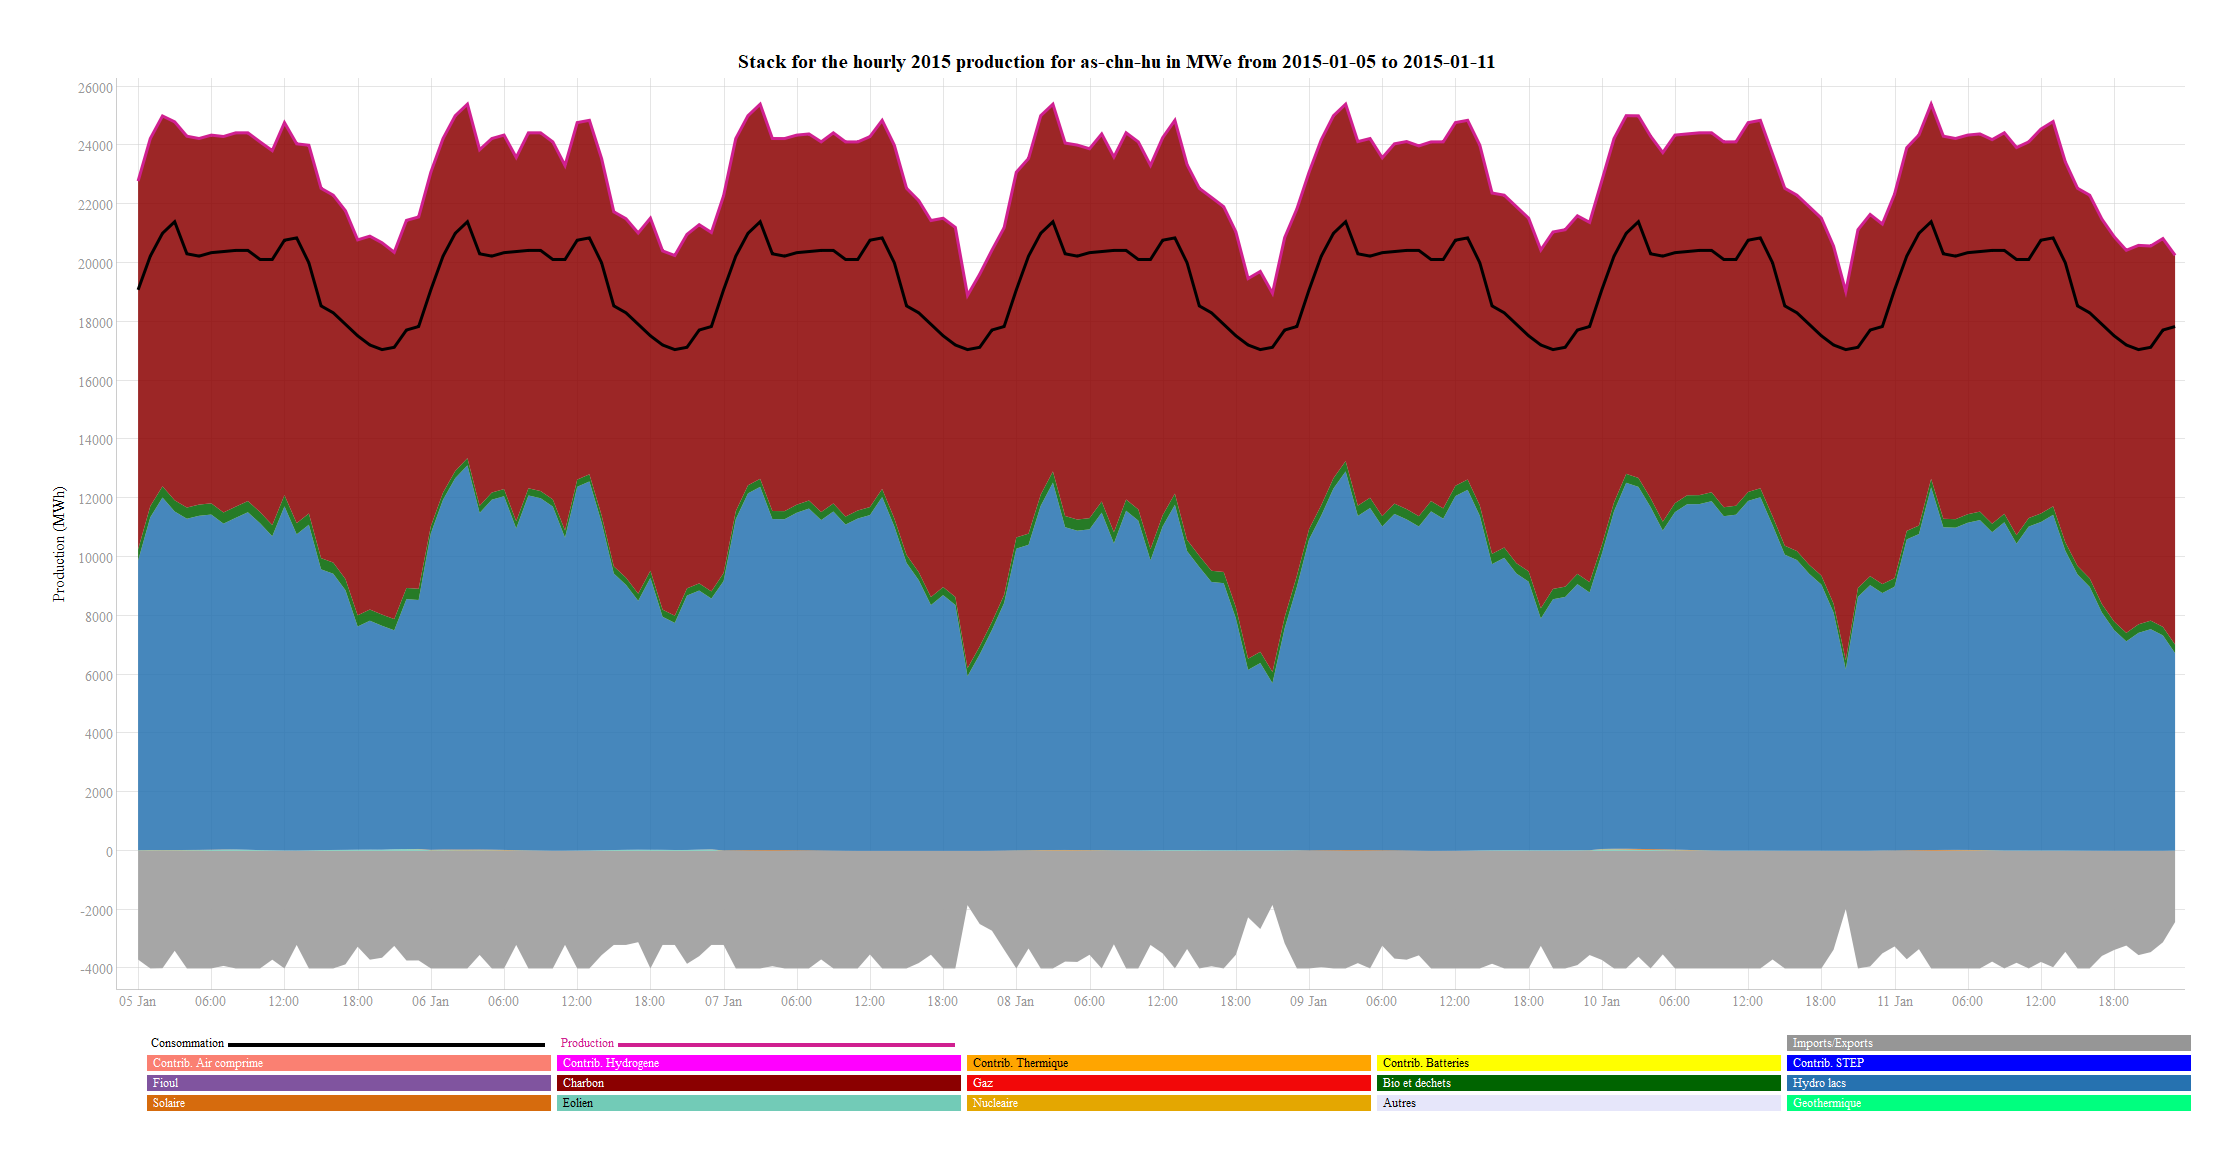 Stack for the hourly 2015 production for as-chn-hu in MWe from 2015-01-05 to 2015-01-11
Production (MWh)
26000
24000
22000
20000
18000
16000
14000
12000
10000
8000
6000
4000
2000
0
-2000
-4000
05 Jan 06:00 12:00 18:00 06 Jan 06:00 12:00 18:00 07 Jan 06:00 12:00 18:00 08 Jan 06:00 12:00 18:00 09 Jan 06:00 12:00 18:00 10 Jan 06:00 12:00 18:00 11 Jan 06:00 12:00 18:00
Consommation Production Imports/Exports
Contrib. Air comprime Contrib. Hydrogene Contrib. Thermique Contrib. Batteries Contrib. STEP
Fioul Charbon Gaz Bio et dechets Hydro lacs
Solaire Eolien Nucleaire Autres Geothermique